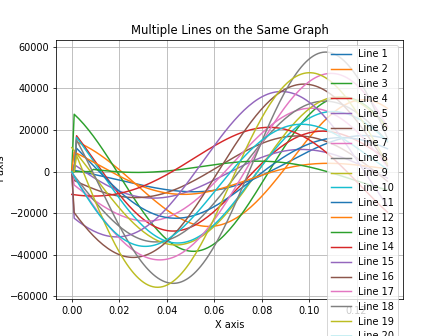 Multiple Lines on the Same Graph
60000
40000
20000
0
−20000
−40000
−60000
0.00
0.02
0.04
0.06
0.08
0.10
X axis
Line 1
Line 2
Line 3
Line 4
Line 5
Line 6
Line 7
Line 8
Line 9
Line 10
Line 11
Line 12
Line 13
Line 14
Line 15
Line 16
Line 17
Line 18
Line 19
Line 20